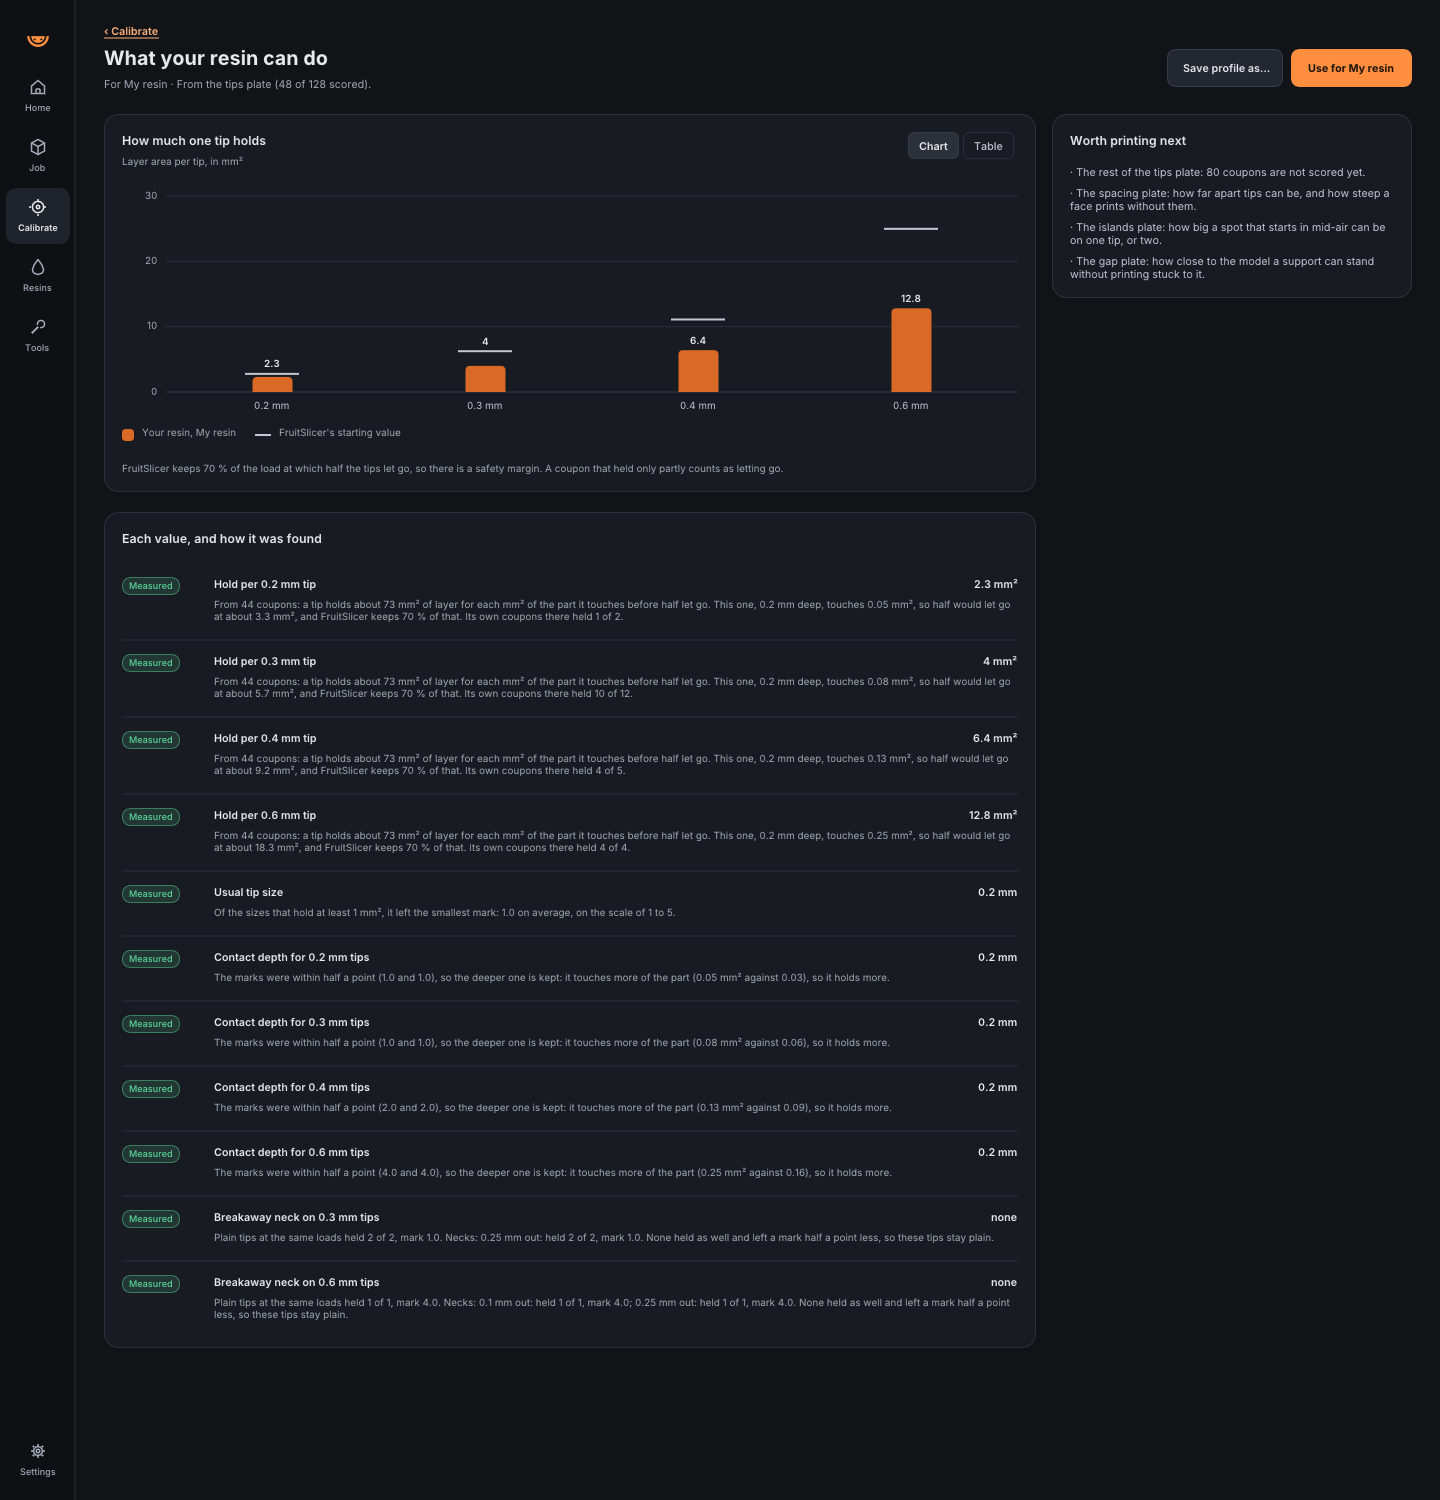 ‹ Calibrate
What your resin can do
For My resin · From the tips plate (48 of 128 scored).
Save profile as...
Use for My resin
Home
Job
Calibrate
Resins
Tools
Settings
How much one tip holds
Layer area per tip, in mm²
Chart
Table
30
20
10
0
2.3
4
6.4
12.8
0.2 mm
0.3 mm
0.4 mm
0.6 mm
Your resin, My resin
FruitSlicer's starting value
FruitSlicer keeps 70 % of the load at which half the tips let go, so there is a safety margin. A coupon that held only partly counts as letting go.
Worth printing next
· The rest of the tips plate: 80 coupons are not scored yet.
· The spacing plate: how far apart tips can be, and how steep a
face prints without them.
· The islands plate: how big a spot that starts in mid-air can be
on one tip, or two.
· The gap plate: how close to the model a support can stand
without printing stuck to it.
Each value, and how it was found
Measured
Hold per 0.2 mm tip
2.3 mm²
From 44 coupons: a tip holds about 73 mm² of layer for each mm² of the part it touches before half let go. This one, 0.2 mm deep, touches 0.05 mm², so half would let go
at about 3.3 mm², and FruitSlicer keeps 70 % of that. Its own coupons there held 1 of 2.
Measured
Hold per 0.3 mm tip
4 mm²
From 44 coupons: a tip holds about 73 mm² of layer for each mm² of the part it touches before half let go. This one, 0.2 mm deep, touches 0.08 mm², so half would let go
at about 5.7 mm², and FruitSlicer keeps 70 % of that. Its own coupons there held 10 of 12.
Measured
Hold per 0.4 mm tip
6.4 mm²
From 44 coupons: a tip holds about 73 mm² of layer for each mm² of the part it touches before half let go. This one, 0.2 mm deep, touches 0.13 mm², so half would let go
at about 9.2 mm², and FruitSlicer keeps 70 % of that. Its own coupons there held 4 of 5.
Measured
Hold per 0.6 mm tip
12.8 mm²
From 44 coupons: a tip holds about 73 mm² of layer for each mm² of the part it touches before half let go. This one, 0.2 mm deep, touches 0.25 mm², so half would let go
at about 18.3 mm², and FruitSlicer keeps 70 % of that. Its own coupons there held 4 of 4.
Measured
Usual tip size
0.2 mm
Of the sizes that hold at least 1 mm², it left the smallest mark: 1.0 on average, on the scale of 1 to 5.
Measured
Contact depth for 0.2 mm tips
0.2 mm
The marks were within half a point (1.0 and 1.0), so the deeper one is kept: it touches more of the part (0.05 mm² against 0.03), so it holds more.
Measured
Contact depth for 0.3 mm tips
0.2 mm
The marks were within half a point (1.0 and 1.0), so the deeper one is kept: it touches more of the part (0.08 mm² against 0.06), so it holds more.
Measured
Contact depth for 0.4 mm tips
0.2 mm
The marks were within half a point (2.0 and 2.0), so the deeper one is kept: it touches more of the part (0.13 mm² against 0.09), so it holds more.
Measured
Contact depth for 0.6 mm tips
0.2 mm
The marks were within half a point (4.0 and 4.0), so the deeper one is kept: it touches more of the part (0.25 mm² against 0.16), so it holds more.
Measured
Breakaway neck on 0.3 mm tips
none
Plain tips at the same loads held 2 of 2, mark 1.0. Necks: 0.25 mm out: held 2 of 2, mark 1.0. None held as well and left a mark half a point less, so these tips stay plain.
Measured
Breakaway neck on 0.6 mm tips
none
Plain tips at the same loads held 1 of 1, mark 4.0. Necks: 0.1 mm out: held 1 of 1, mark 4.0; 0.25 mm out: held 1 of 1, mark 4.0. None held as well and left a mark half a point
less, so these tips stay plain.